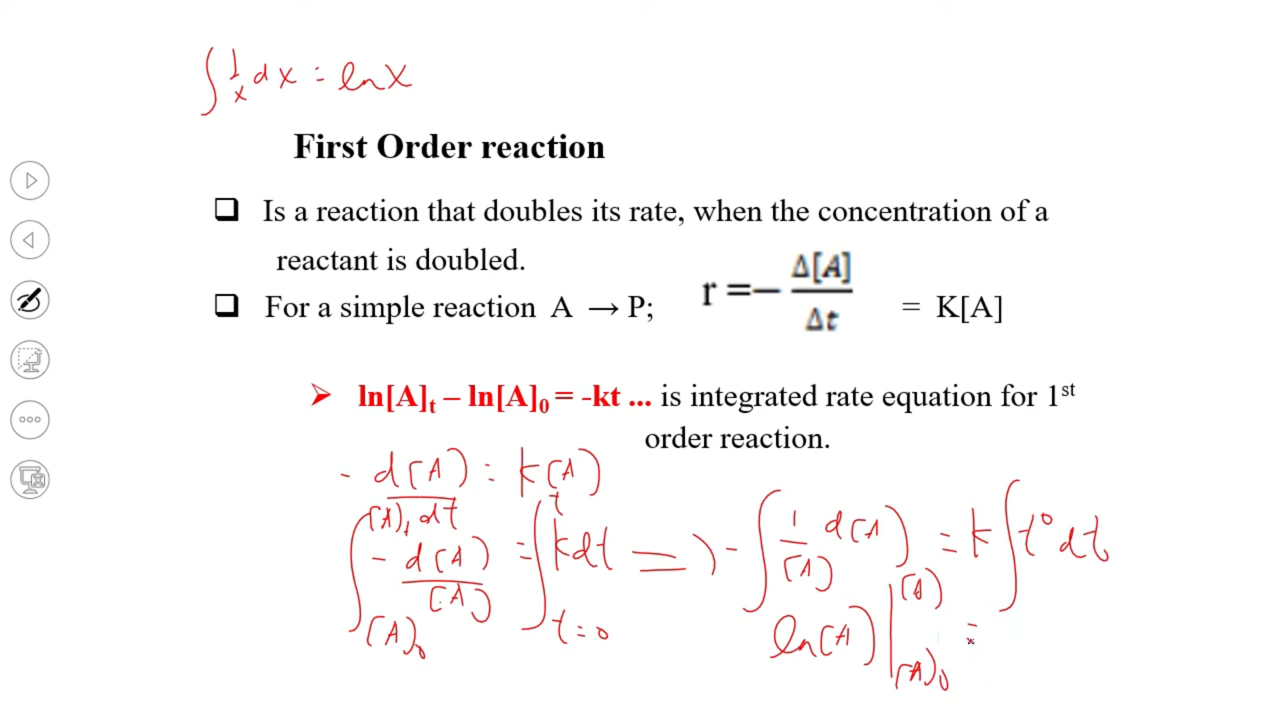 ∫ 1/x dx = ln x
First Order reaction
❑ Is a reaction that doubles its rate, when the concentration of a
reactant is doubled.
❑ For a simple reaction A → P; r = − Δ[A]/Δt = K[A]
➢ ln[A]t – ln[A]0 = -kt ... is integrated rate equation for 1st
order reaction.
- d[A]/dt = k[A]
∫_[A]0^[A]t - d[A]/[A] = ∫_t=0^t k dt ⇒ - ∫ 1/[A] d[A] = k ∫ t⁰ dt
ln[A] |_[A]0^[A] =